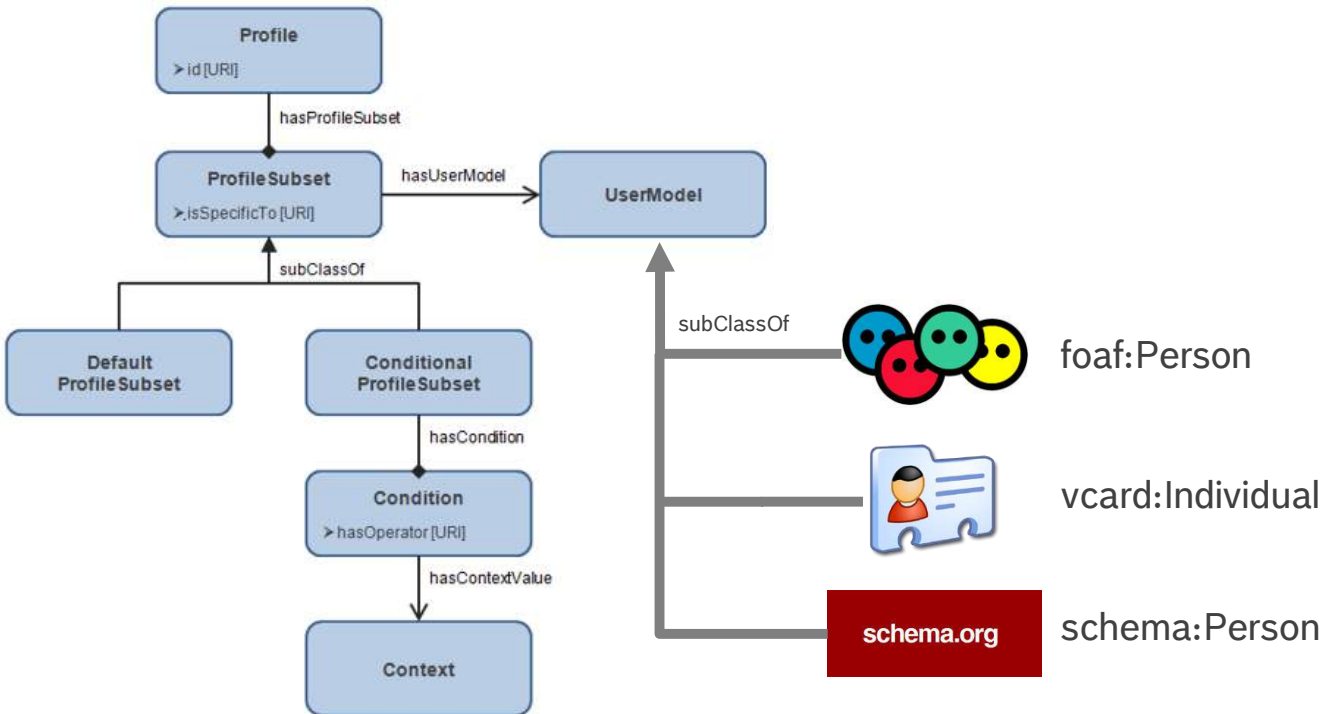 Profile
➢ id [URI]
hasProfileSubset
ProfileSubset
➢ isSpecificTo [URI]
hasUserModel
UserModel
subClassOf
Default
ProfileSubset
Conditional
ProfileSubset
hasCondition
Condition
➢ hasOperator [URI]
hasContextValue
Context
subClassOf
foaf:Person
vcard:Individual
schema.org
schema:Person